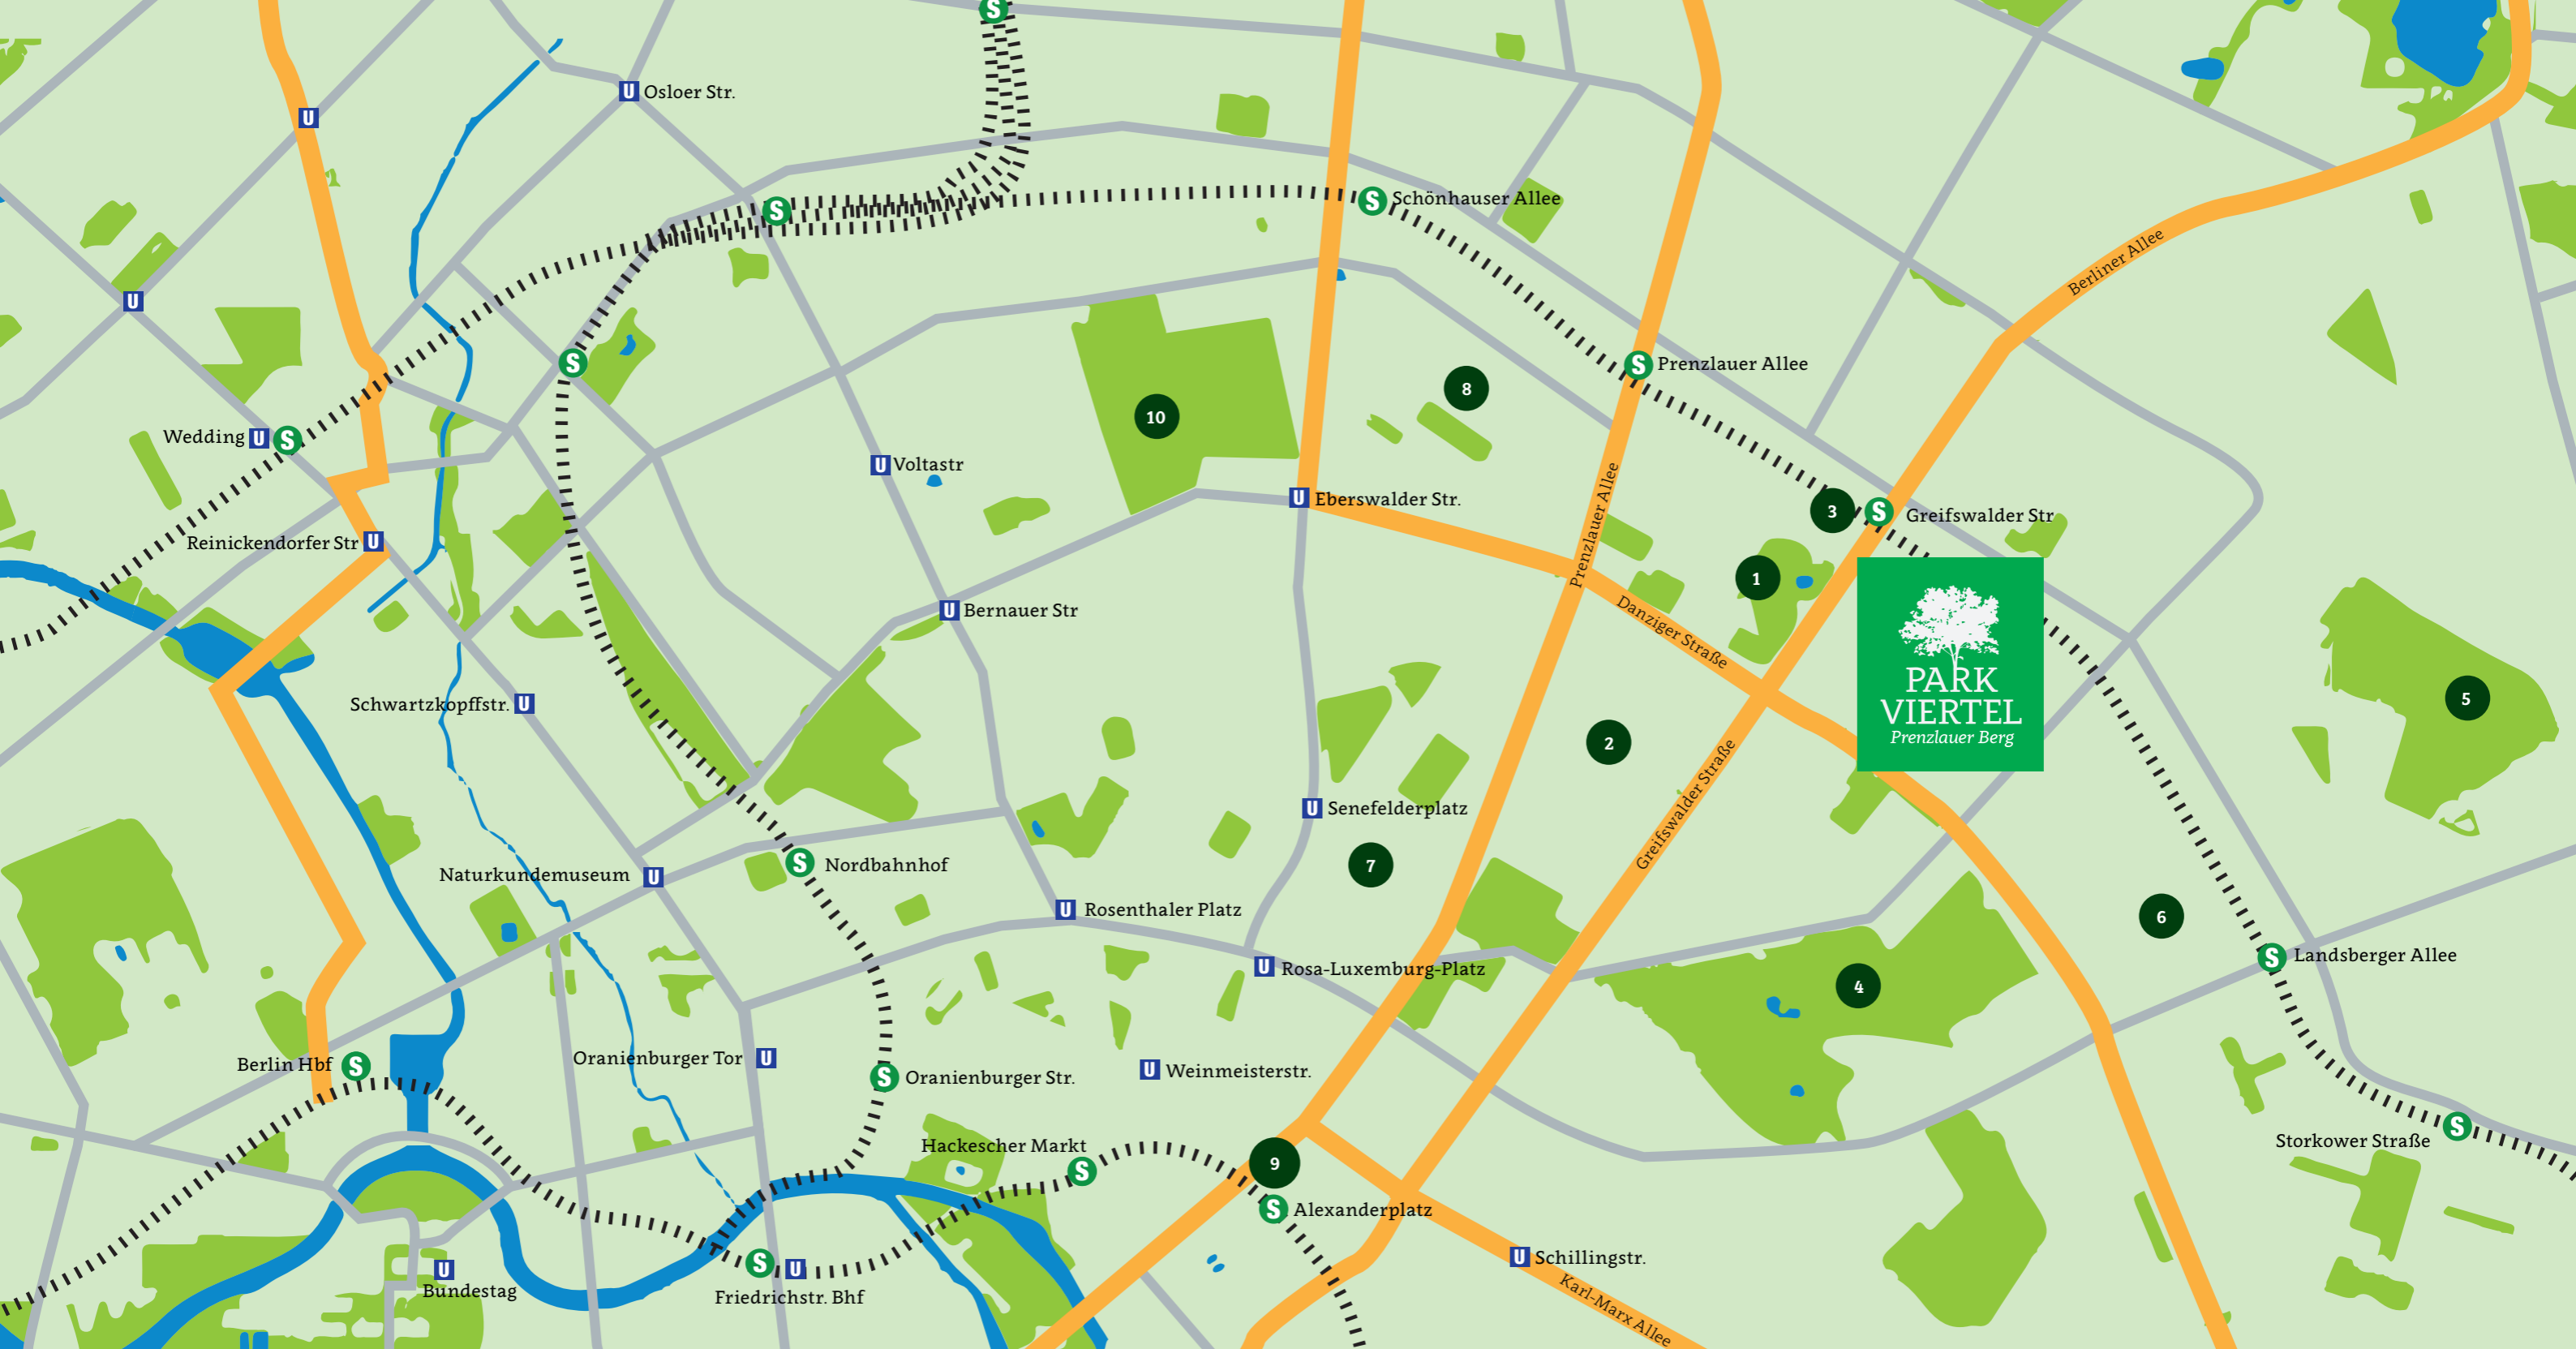 S
U Osloer Str.
U
S
S Schönhauser Allee
Berliner Allee
U
S
S Prenzlauer Allee
8
10
Wedding U S
U Voltastr
U Eberswalder Str.
Prenzlauer Allee
3 S Greifswalder Str
Reinickendorfer Str U
1
U Bernauer Str
Danziger Straße
PARK
VIERTEL
Prenzlauer Berg
5
Schwartzkopffstr. U
2
Greifswalder Straße
U Senefelderplatz
7
Naturkundemuseum U
S Nordbahnhof
U Rosenthaler Platz
6
S Landsberger Allee
U Rosa-Luxemburg-Platz
4
Berlin Hbf S
Oranienburger Tor U
S Oranienburger Str.
U Weinmeisterstr.
Storkower Straße S
Hackescher Markt S
9
S Alexanderplatz
U Bundestag
S U Friedrichstr. Bhf
U Schillingstr.
Karl-Marx Allee